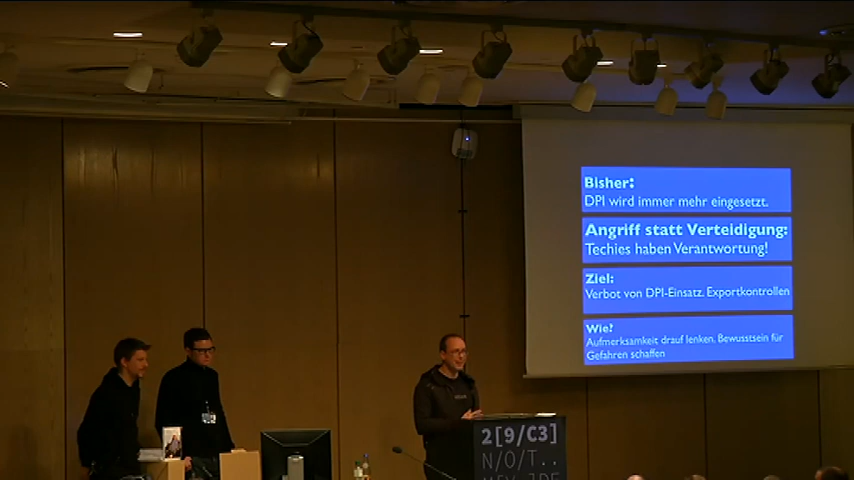 Bisher:
DPI wird immer mehr eingesetzt.
Angriff statt Verteidigung:
Techies haben Verantwortung!
Ziel:
Verbot von DPI-Einsatz. Exportkontrollen
Wie?
Aufmerksamkeit drauf lenken. Bewusstsein für
Gefahren schaffen
2[9/C3]
N/O/T..